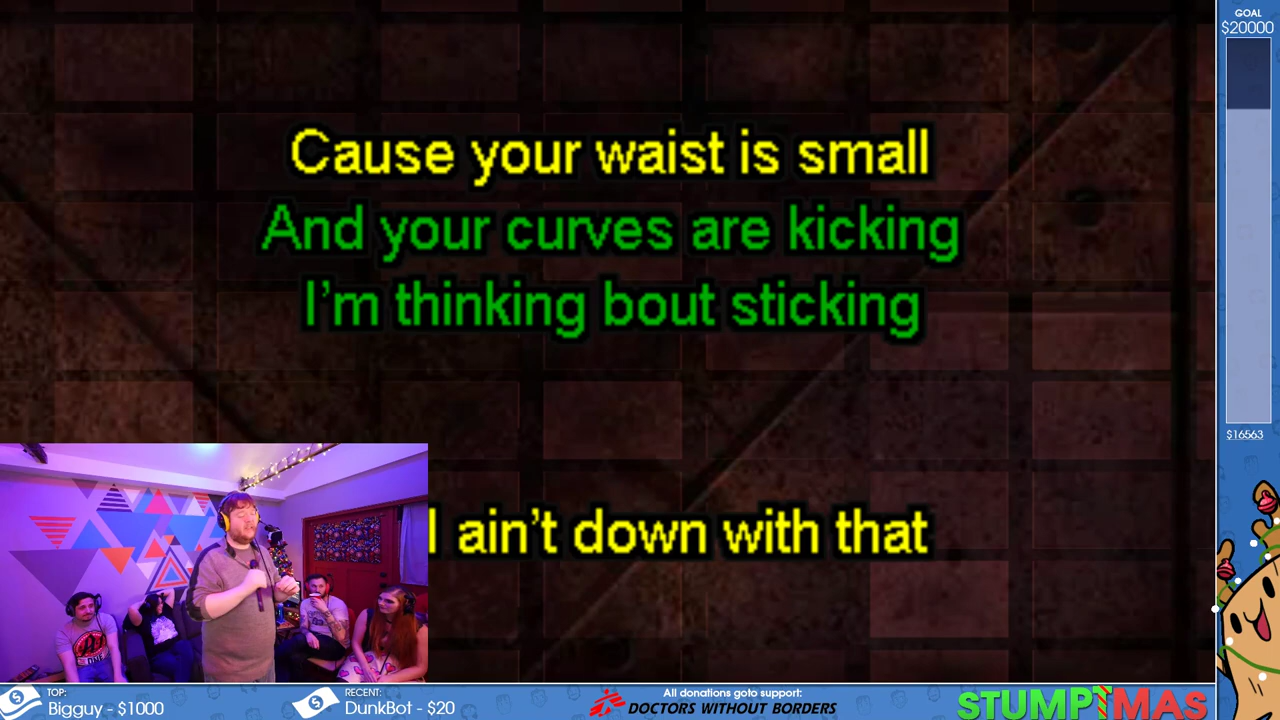 GOAL
$20000
Cause your waist is small
And your curves are kicking
I'm thinking bout sticking
I ain't down with that
$16563
TOP:
Bigguy - $1000
RECENT:
DunkBot - $20
All donations goto support:
DOCTORS WITHOUT BORDERS
STUMPTMAS